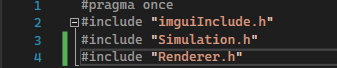 1 #pragma once
2 #include "imguiInclude.h"
3 #include "Simulation.h"
4 #include "Renderer.h"